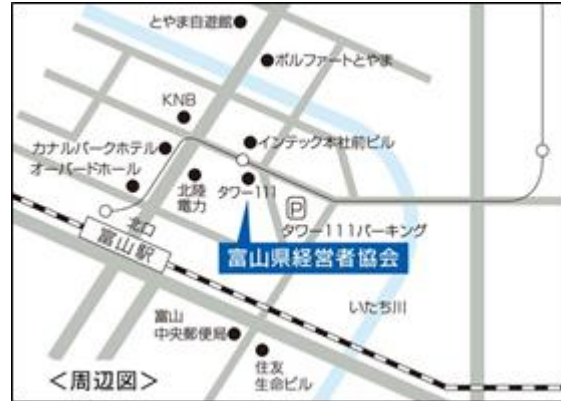 とやま自遊館
ボルファートとやま
KNB
インテック本社前ビル
カナルパークホテル
オーバードホール
北陸
電力
タワー111
P
タワー111パーキング
北口
富山駅
富山県経営者協会
いたち川
富山
中央郵便局
住友
生命ビル
<周辺図>